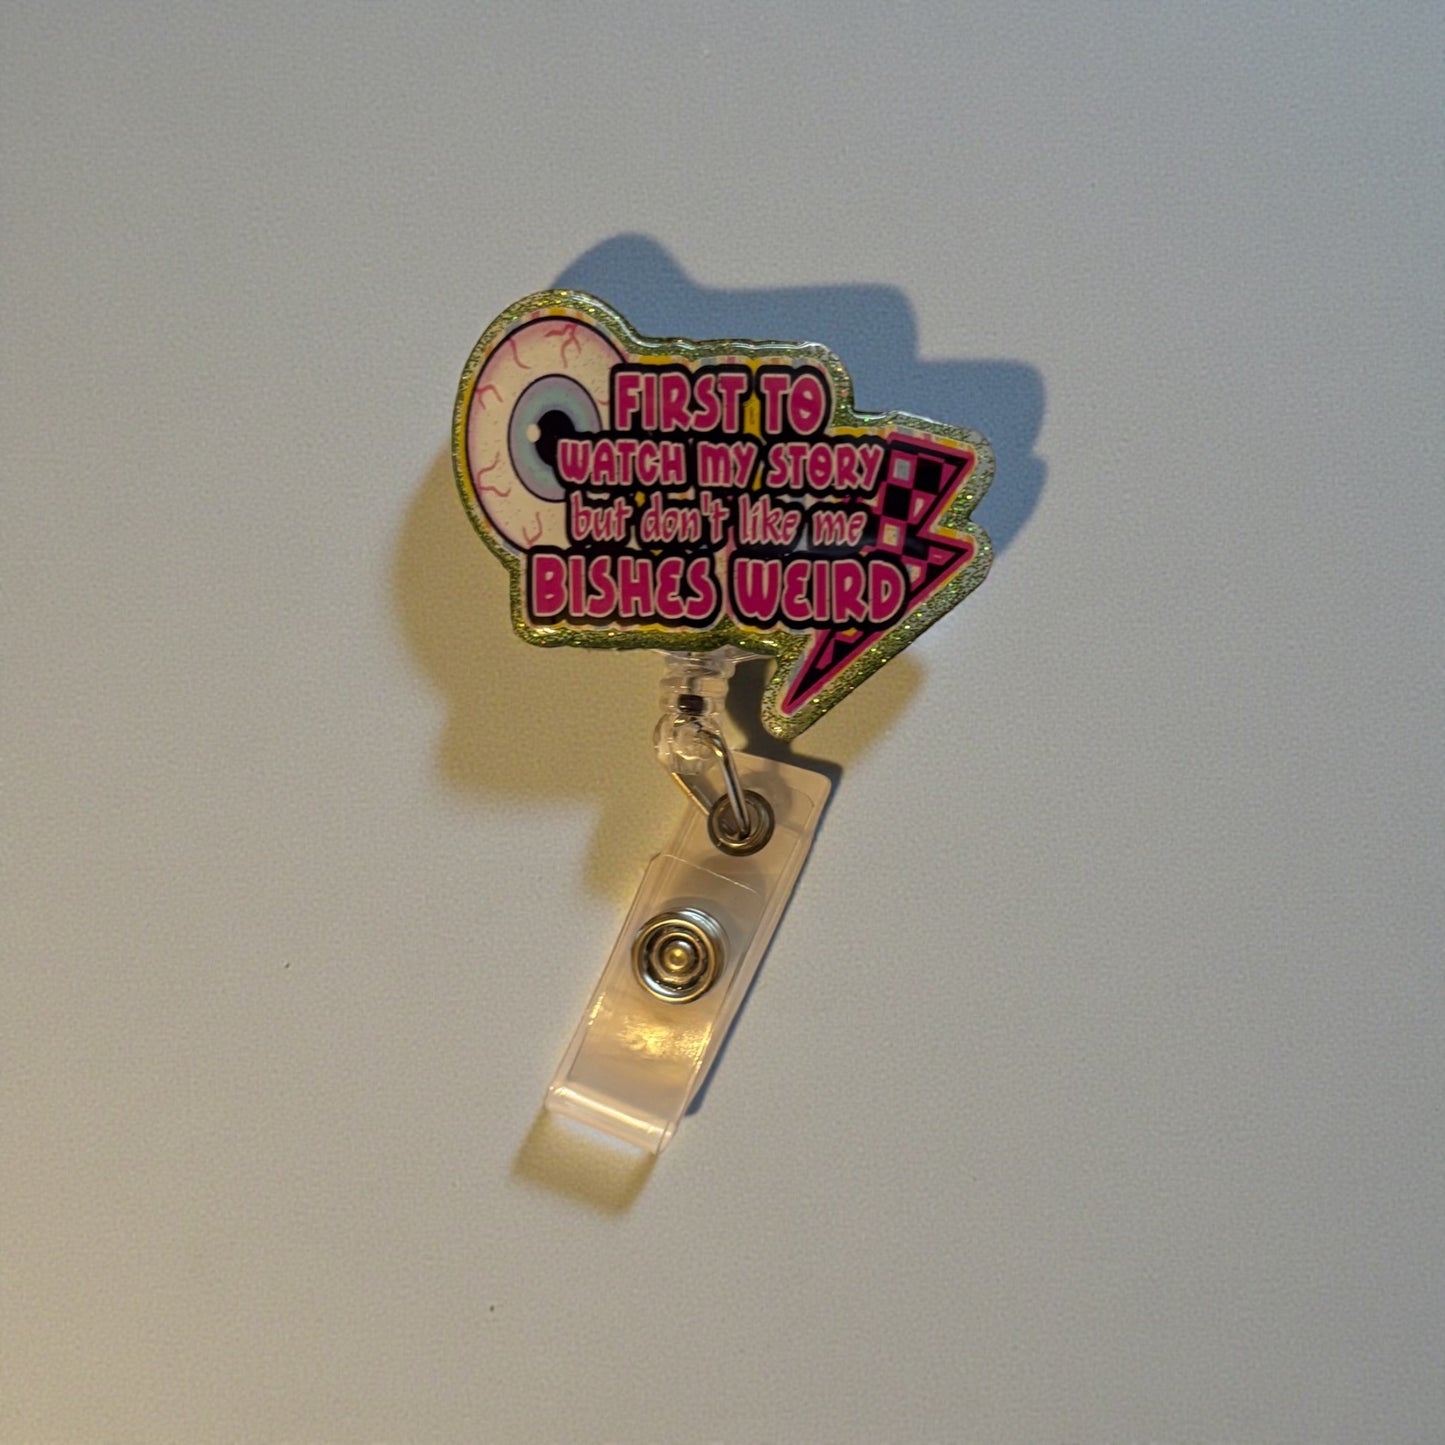 FIRST TO
WATCH MY STORY
but don't like me
BISHES WEIRD